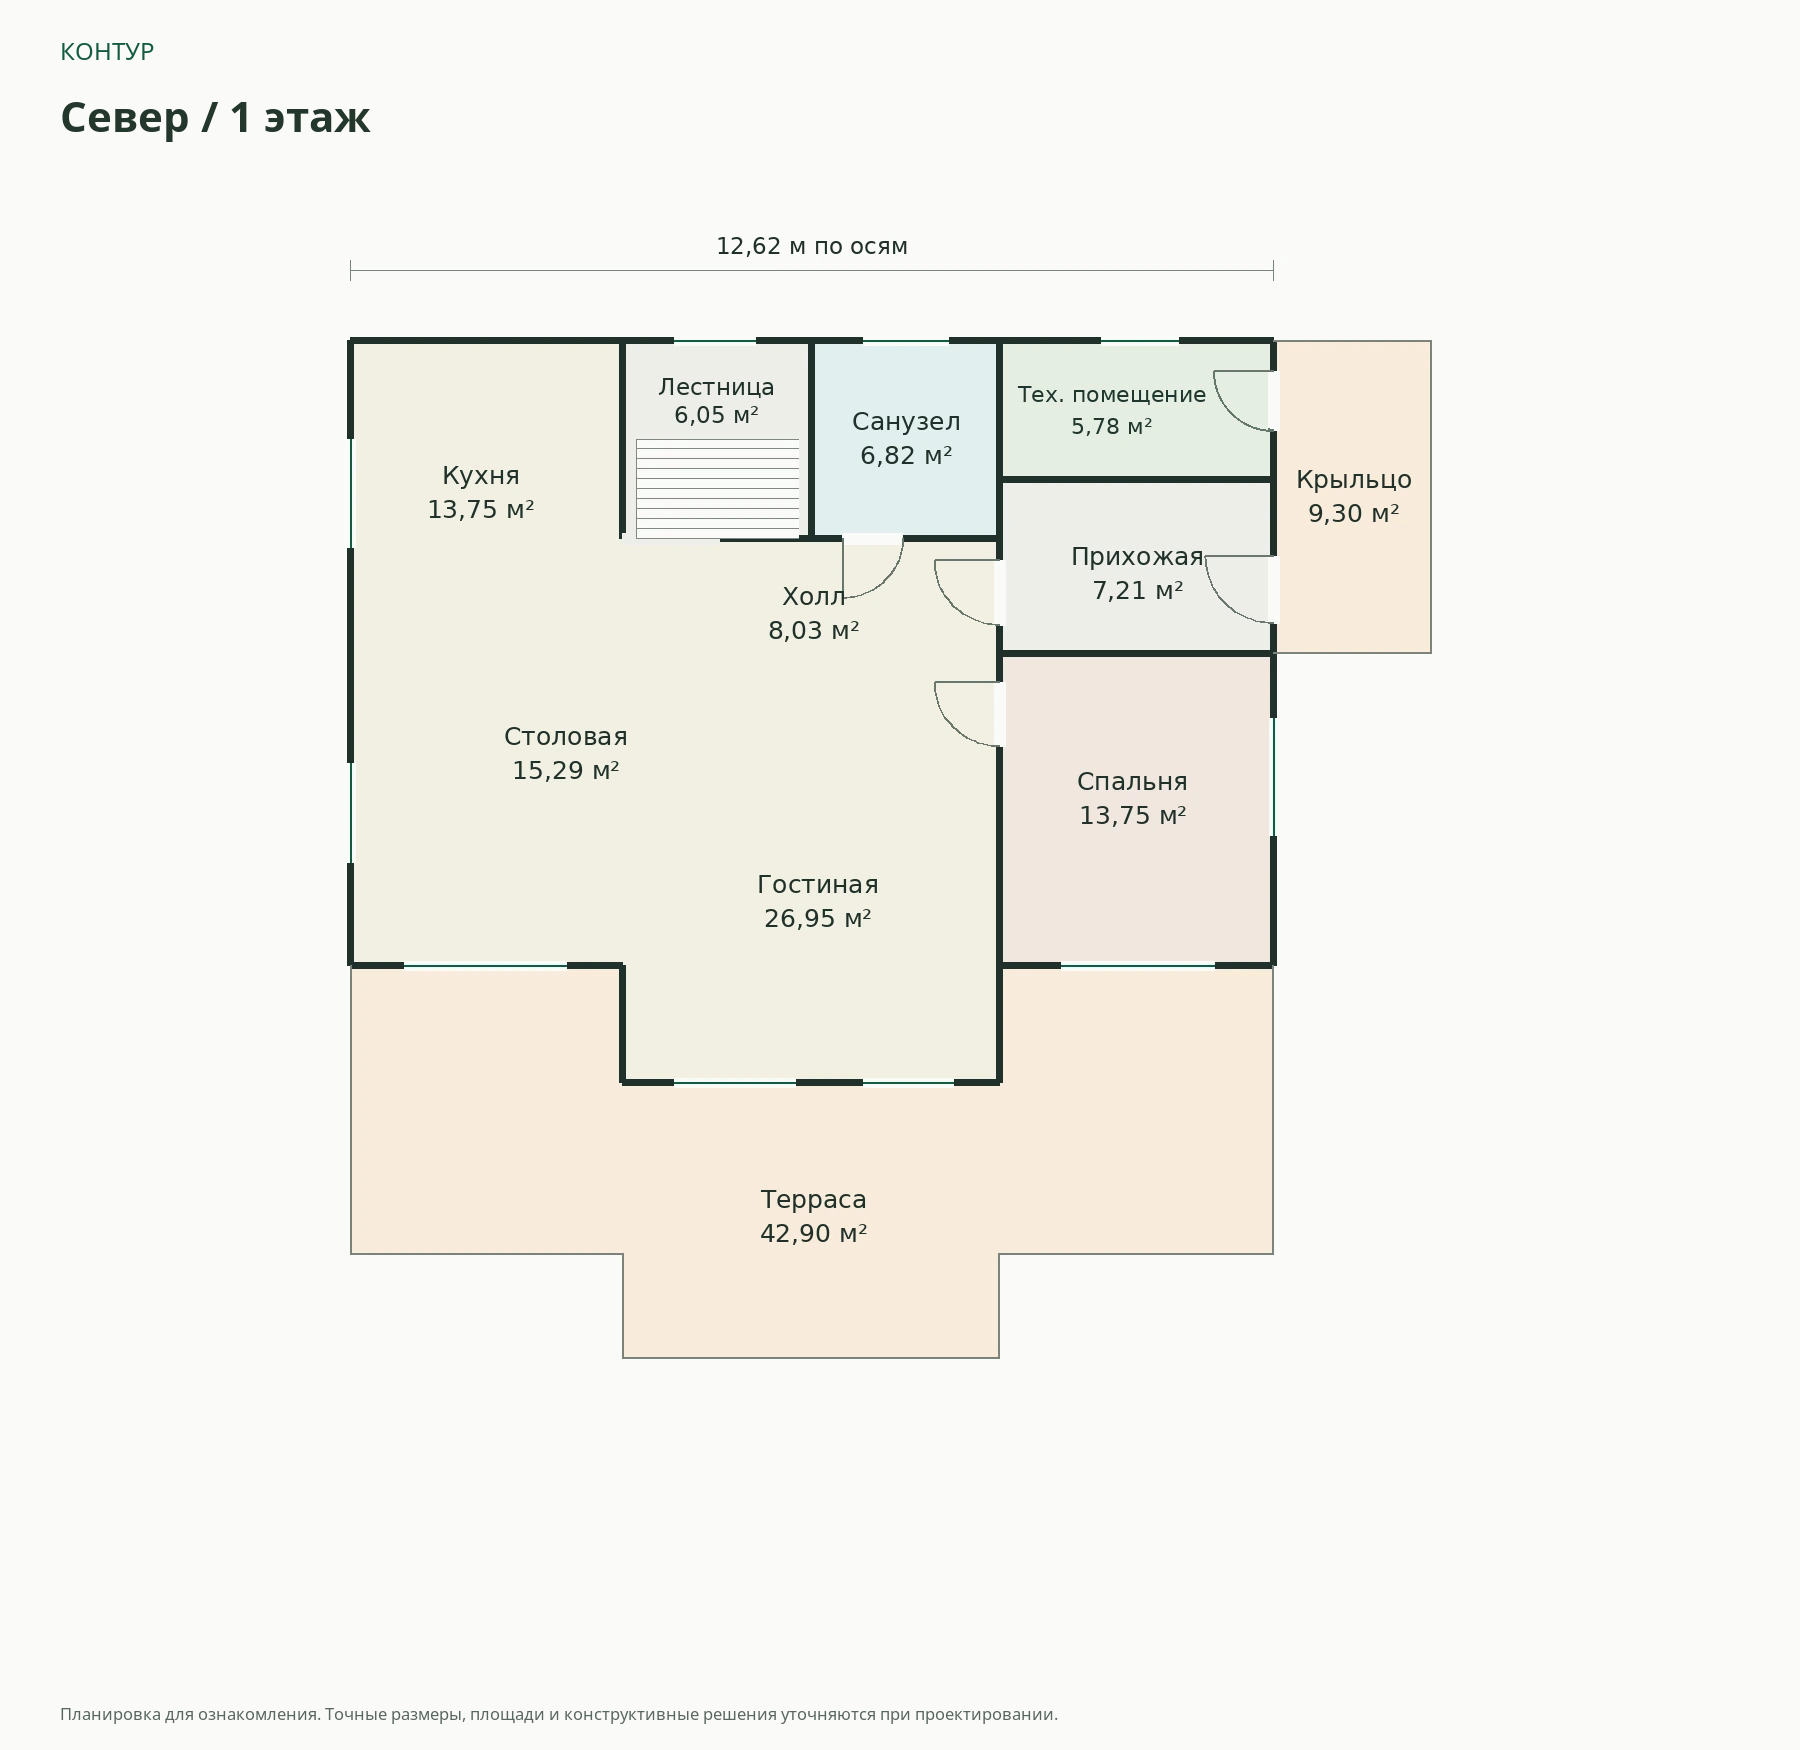 КОНТУР
Север / 1 этаж
12,62 м по осям
Лестница
6,05 м²
Тех. помещение
5,78 м²
Санузел
6,82 м²
Кухня
13,75 м²
Крыльцо
9,30 м²
Прихожая
7,21 м²
Холл
8,03 м²
Столовая
15,29 м²
Спальня
13,75 м²
Гостиная
26,95 м²
Терраса
42,90 м²
Планировка для ознакомления. Точные размеры, площади и конструктивные решения уточняются при проектировании.